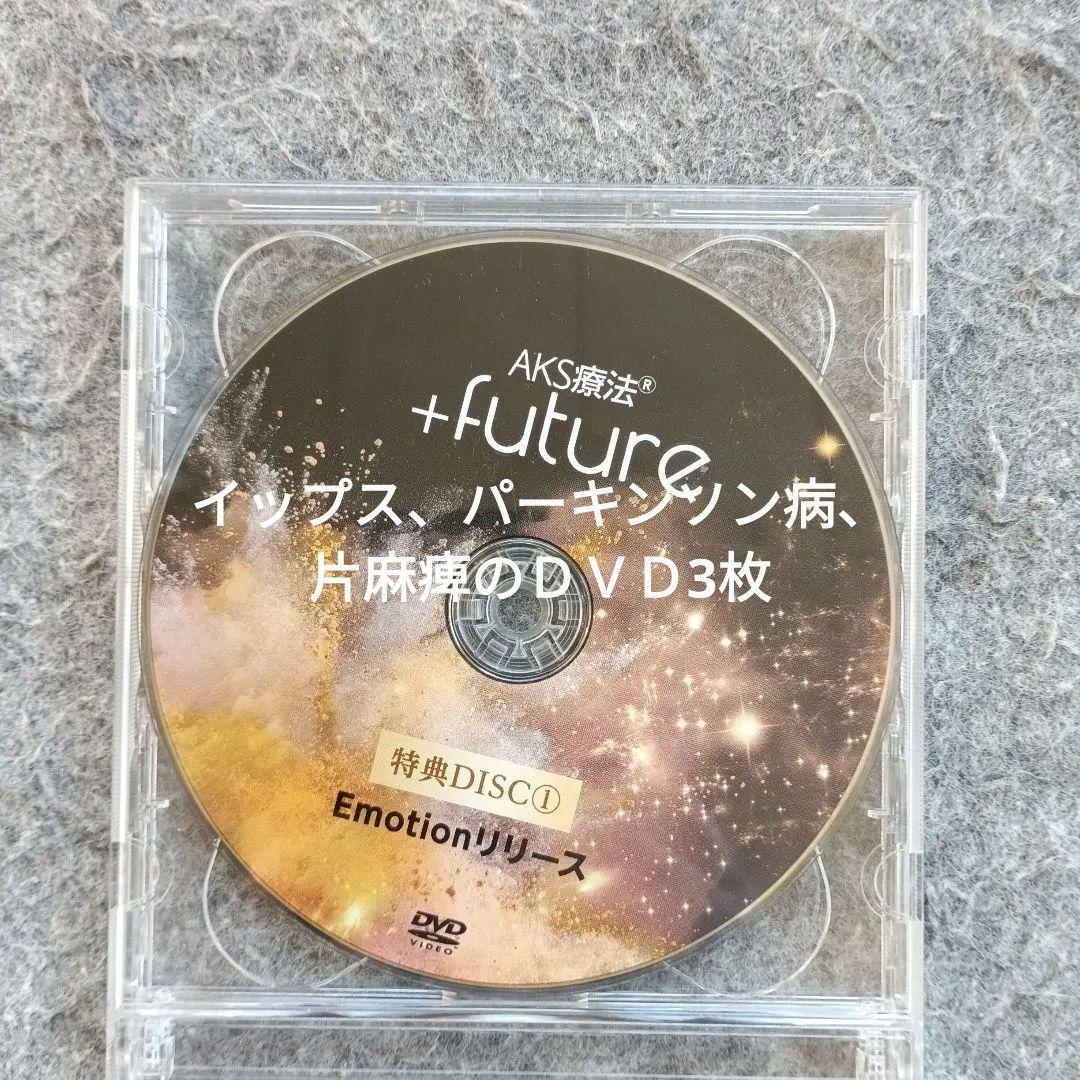 AKS療法®
+future
イップス、パーキンソン病、
片麻痺のＤＶＤ3枚
特典DISC①
Emotionリリース
DVD
VIDEO